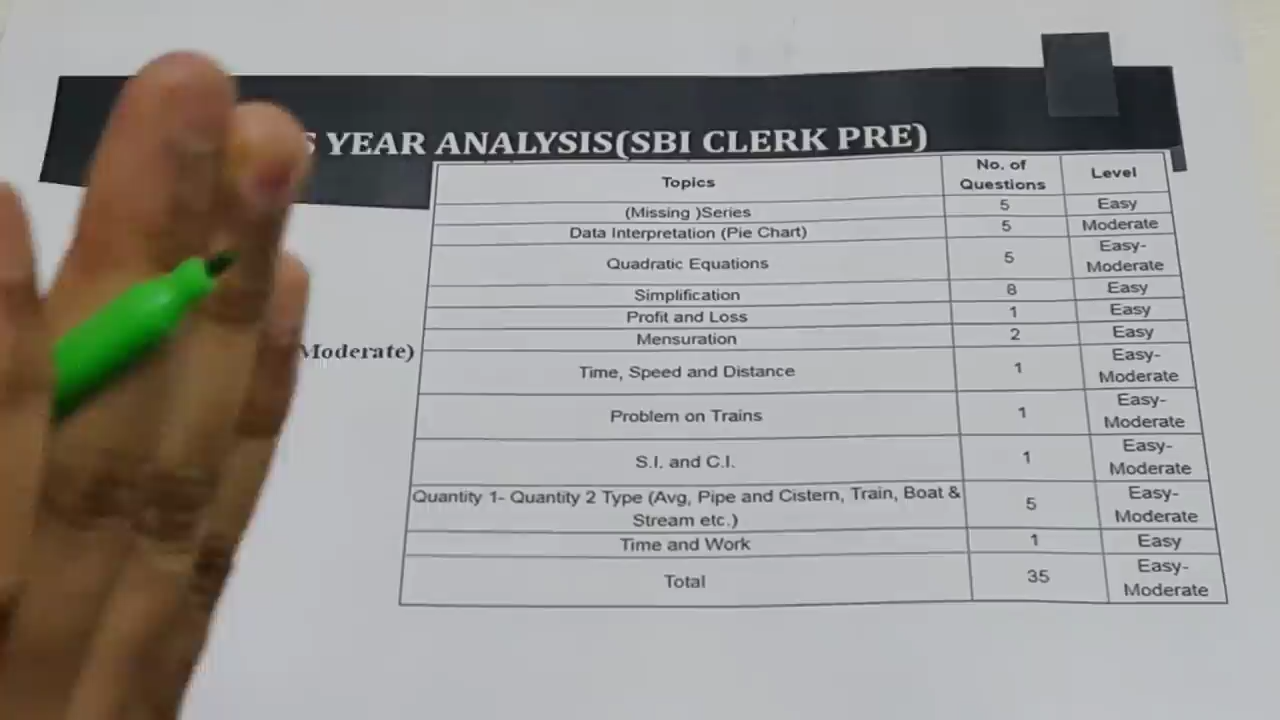 YEAR ANALYSIS(SBI CLERK PRE)
Topics No. of Questions Level
(Missing )Series 5 Easy
Data Interpretation (Pie Chart) 5 Moderate
Quadratic Equations 5 Easy-Moderate
Simplification 8 Easy
Profit and Loss 1 Easy
Mensuration 2 Easy
Moderate)
Time, Speed and Distance 1 Easy-Moderate
Problem on Trains 1 Easy-Moderate
S.I. and C.I. 1 Easy-Moderate
Quantity 1- Quantity 2 Type (Avg, Pipe and Cistern, Train, Boat & Stream etc.) 5 Easy-Moderate
Time and Work 1 Easy
Total 35 Easy-Moderate